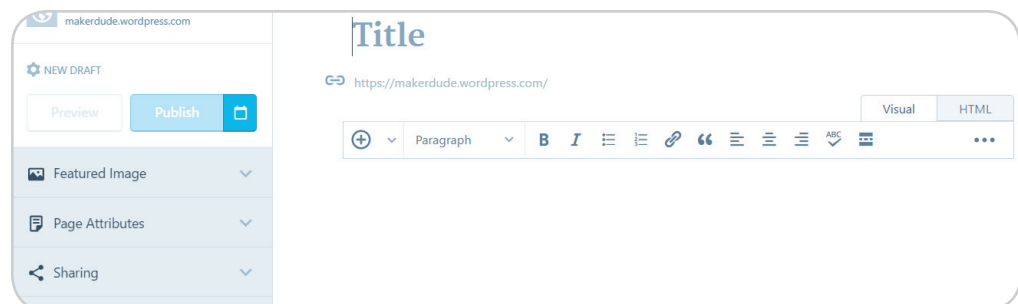 makerdude.wordpress.com
NEW DRAFT
Preview Publish
Featured Image
Page Attributes
Sharing
Title
https://makerdude.wordpress.com/
Visual HTML
Paragraph B I ABC